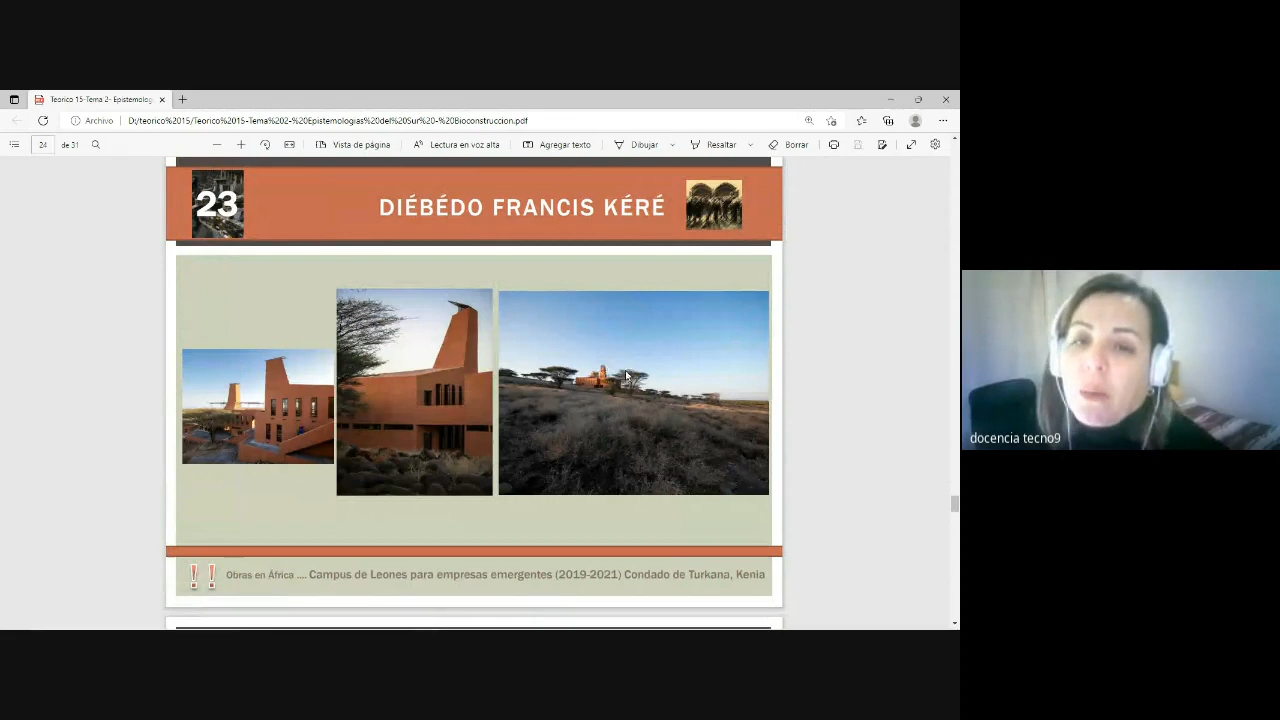 Teorico 15-Tema 2- Epistemolog
Archivo
D:/teorico%2015/Teorico%2015-Tema%202-%20Epistemologias%20del%20Sur%20-%20Bioconstruccion.pdf
24 de 31
Vista de página
Lectura en voz alta
Agregar texto
Dibujar
Resaltar
Borrar
23
DIÉBÉDO FRANCIS KÉRÉ
!!
Obras en África .... Campus de Leones para empresas emergentes (2019-2021) Condado de Turkana, Kenia
docencia tecno9